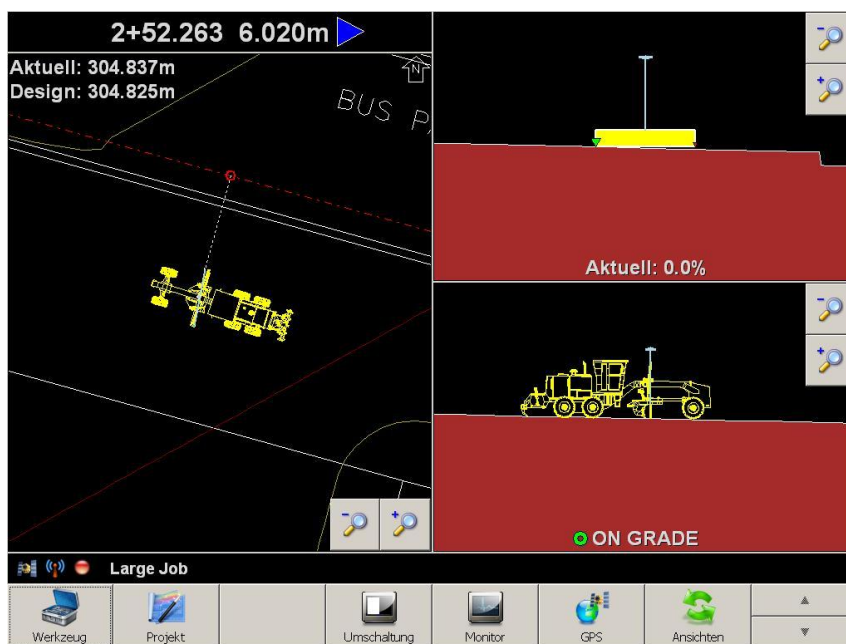 2+52.263 6.020m
Aktuell: 304.837m
Design: 304.825m
N
BUS P
Aktuell: 0.0%
ON GRADE
Large Job
Werkzeug
Projekt
Umschaltung
Monitor
GPS
Ansichten